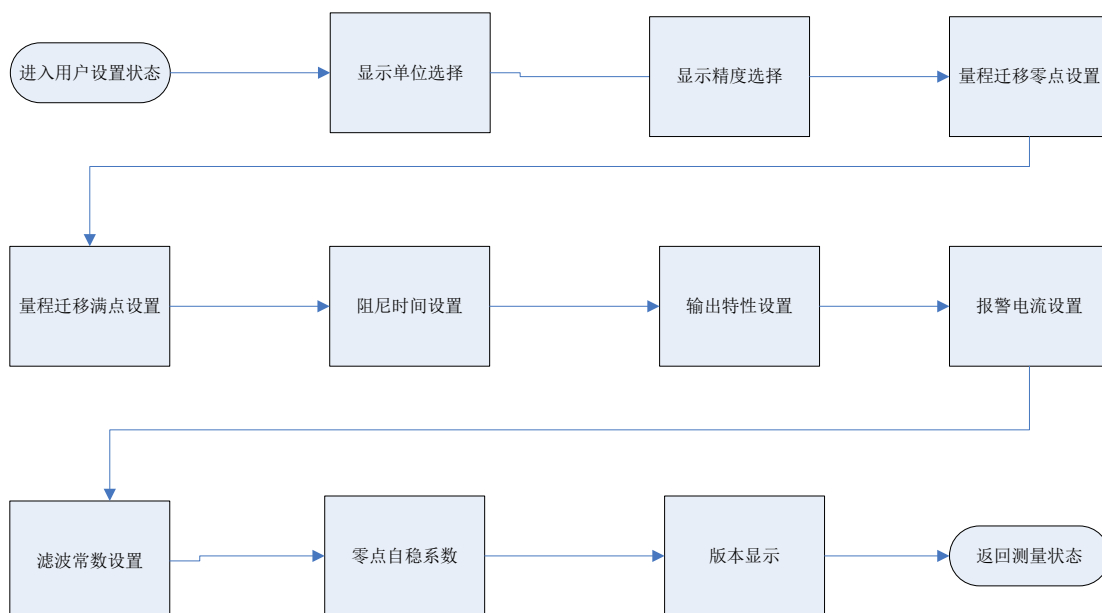 进入用户设置状态
显示单位选择
显示精度选择
量程迁移零点设置
量程迁移满点设置
阻尼时间设置
输出特性设置
报警电流设置
滤波常数设置
零点自稳系数
版本显示
返回测量状态